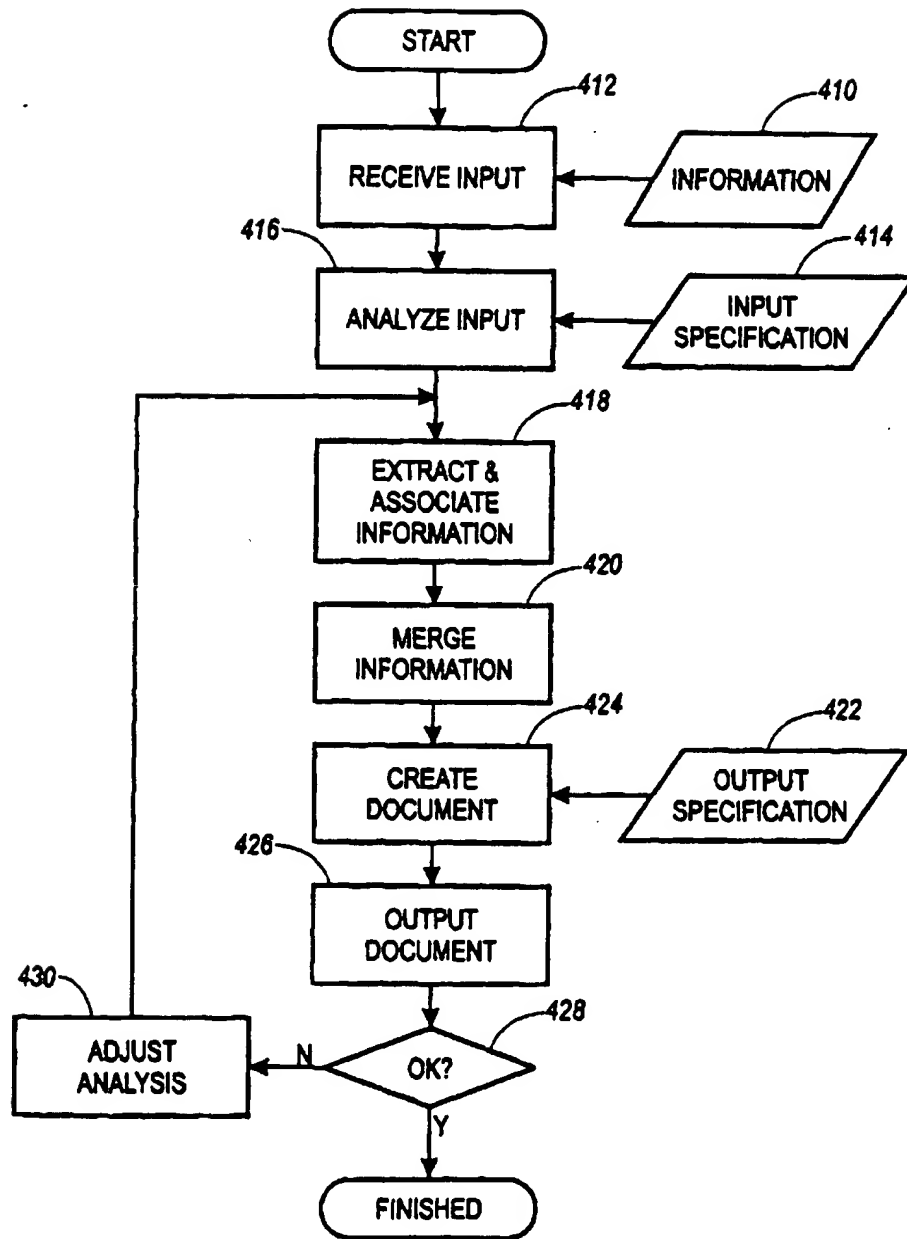 START
412
410
RECEIVE INPUT
INFORMATION
416
414
ANALYZE INPUT
INPUT
SPECIFICATION
418
EXTRACT &
ASSOCIATE
INFORMATION
420
MERGE
INFORMATION
424
422
CREATE
DOCUMENT
OUTPUT
SPECIFICATION
426
OUTPUT
DOCUMENT
430
428
ADJUST
ANALYSIS
N
OK?
Y
FINISHED